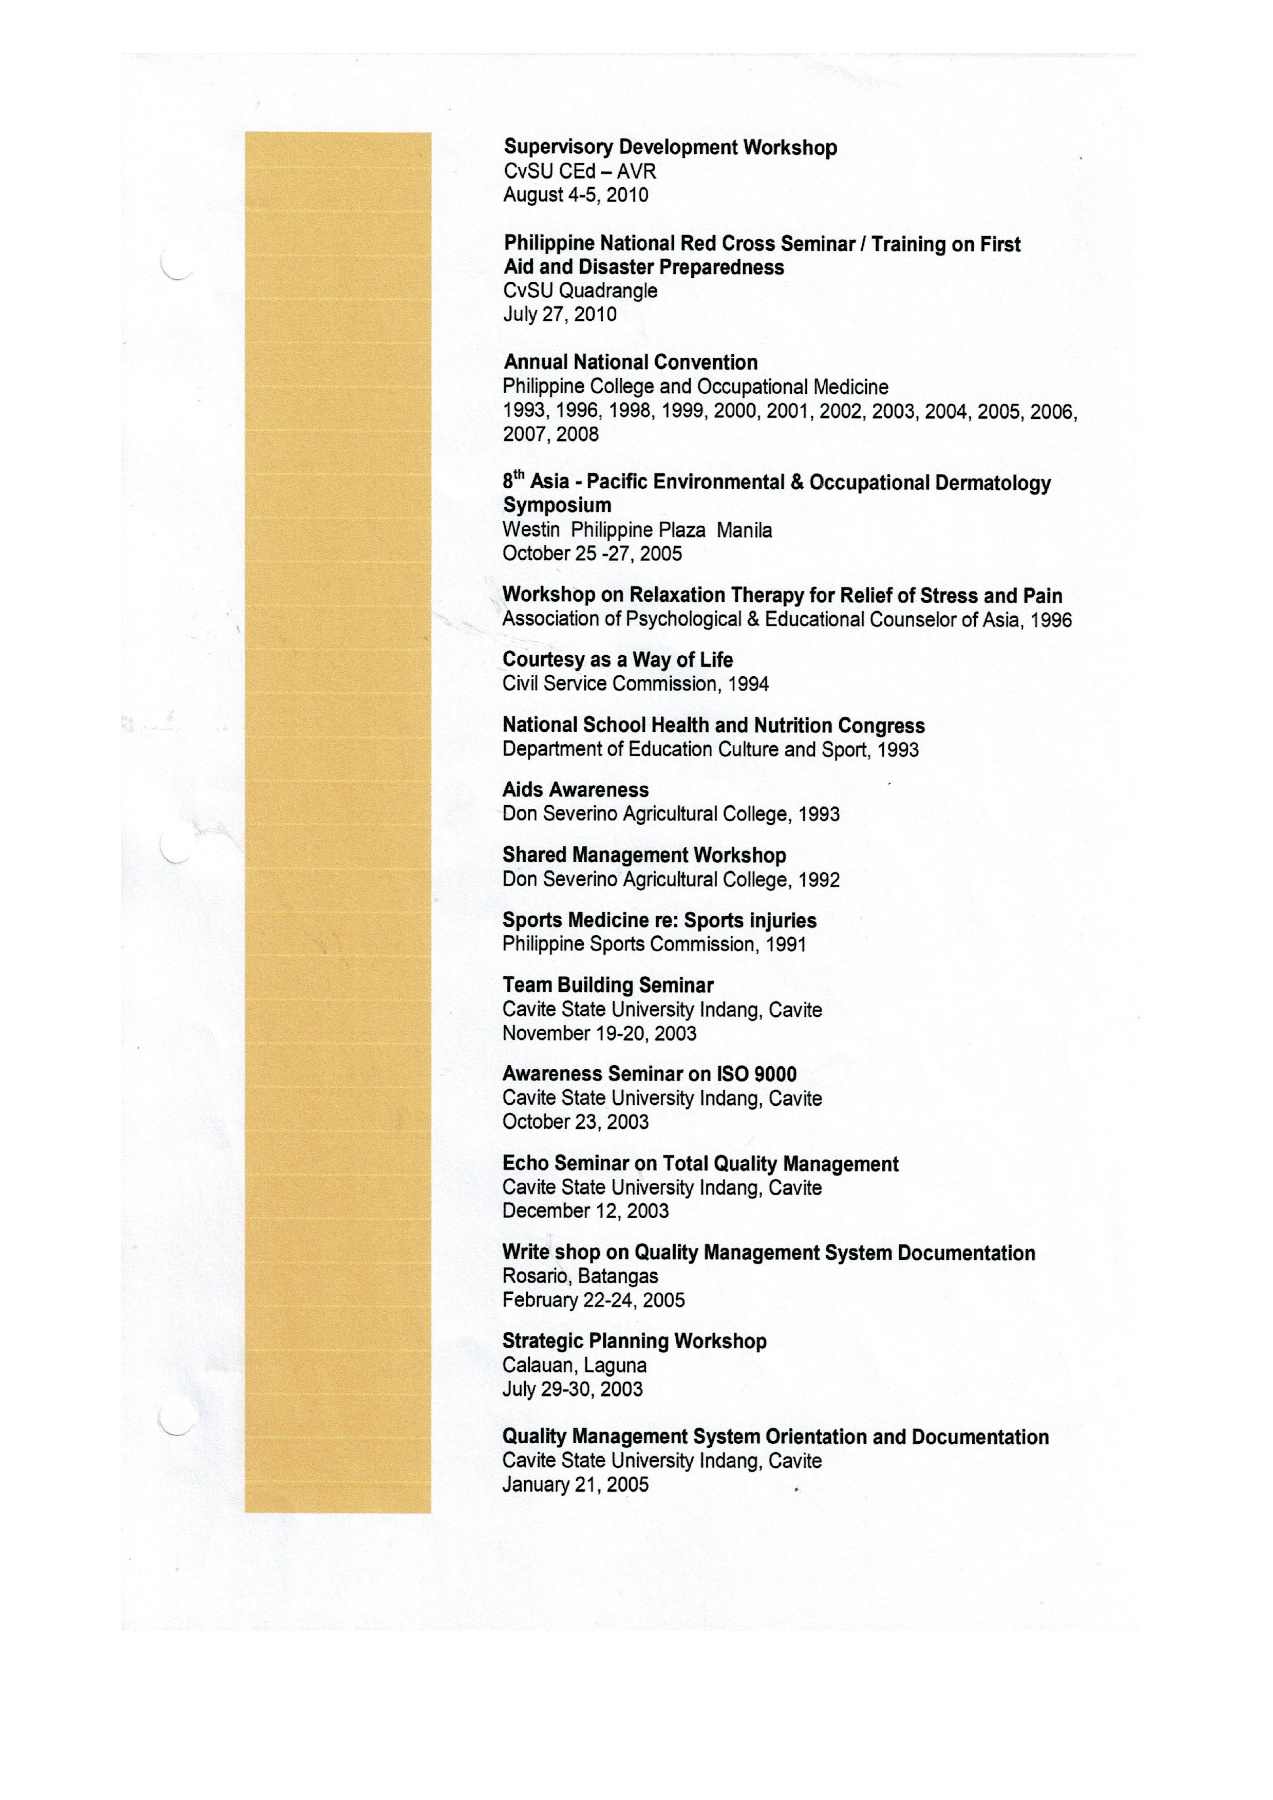 Supervisory Development Workshop
CvSU CEd – AVR
August 4-5, 2010
Philippine National Red Cross Seminar / Training on First
Aid and Disaster Preparedness
CvSU Quadrangle
July 27, 2010
Annual National Convention
Philippine College and Occupational Medicine
1993, 1996, 1998, 1999, 2000, 2001, 2002, 2003, 2004, 2005, 2006,
2007, 2008
8th Asia - Pacific Environmental & Occupational Dermatology
Symposium
Westin Philippine Plaza Manila
October 25 -27, 2005
Workshop on Relaxation Therapy for Relief of Stress and Pain
Association of Psychological & Educational Counselor of Asia, 1996
Courtesy as a Way of Life
Civil Service Commission, 1994
National School Health and Nutrition Congress
Department of Education Culture and Sport, 1993
Aids Awareness
Don Severino Agricultural College, 1993
Shared Management Workshop
Don Severino Agricultural College, 1992
Sports Medicine re: Sports injuries
Philippine Sports Commission, 1991
Team Building Seminar
Cavite State University Indang, Cavite
November 19-20, 2003
Awareness Seminar on ISO 9000
Cavite State University Indang, Cavite
October 23, 2003
Echo Seminar on Total Quality Management
Cavite State University Indang, Cavite
December 12, 2003
Write shop on Quality Management System Documentation
Rosario, Batangas
February 22-24, 2005
Strategic Planning Workshop
Calauan, Laguna
July 29-30, 2003
Quality Management System Orientation and Documentation
Cavite State University Indang, Cavite
January 21, 2005